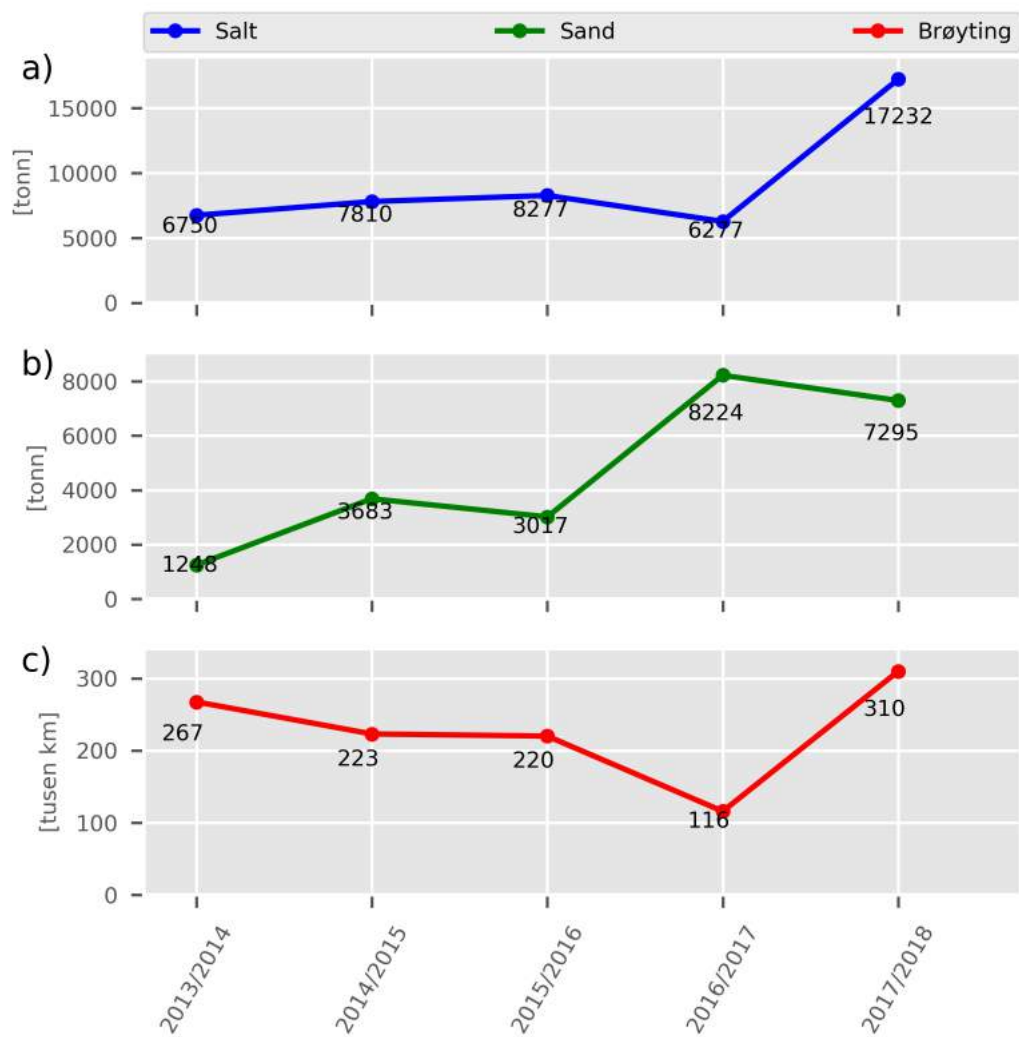 Salt Sand Brøyting
a)
[tonn]
15000
10000
5000
0
6750 7810 8277 6277 17232
b)
[tonn]
8000
6000
4000
2000
0
1248 3683 3017 8224 7295
c)
[tusen km]
300
200
100
0
267 223 220 116 310
2013/2014 2014/2015 2015/2016 2016/2017 2017/2018